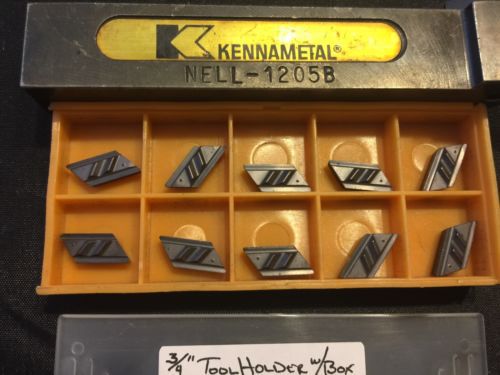 KENNAMETAL®
NELL-1205B
3/4" TOOL HOLDER W/BOX